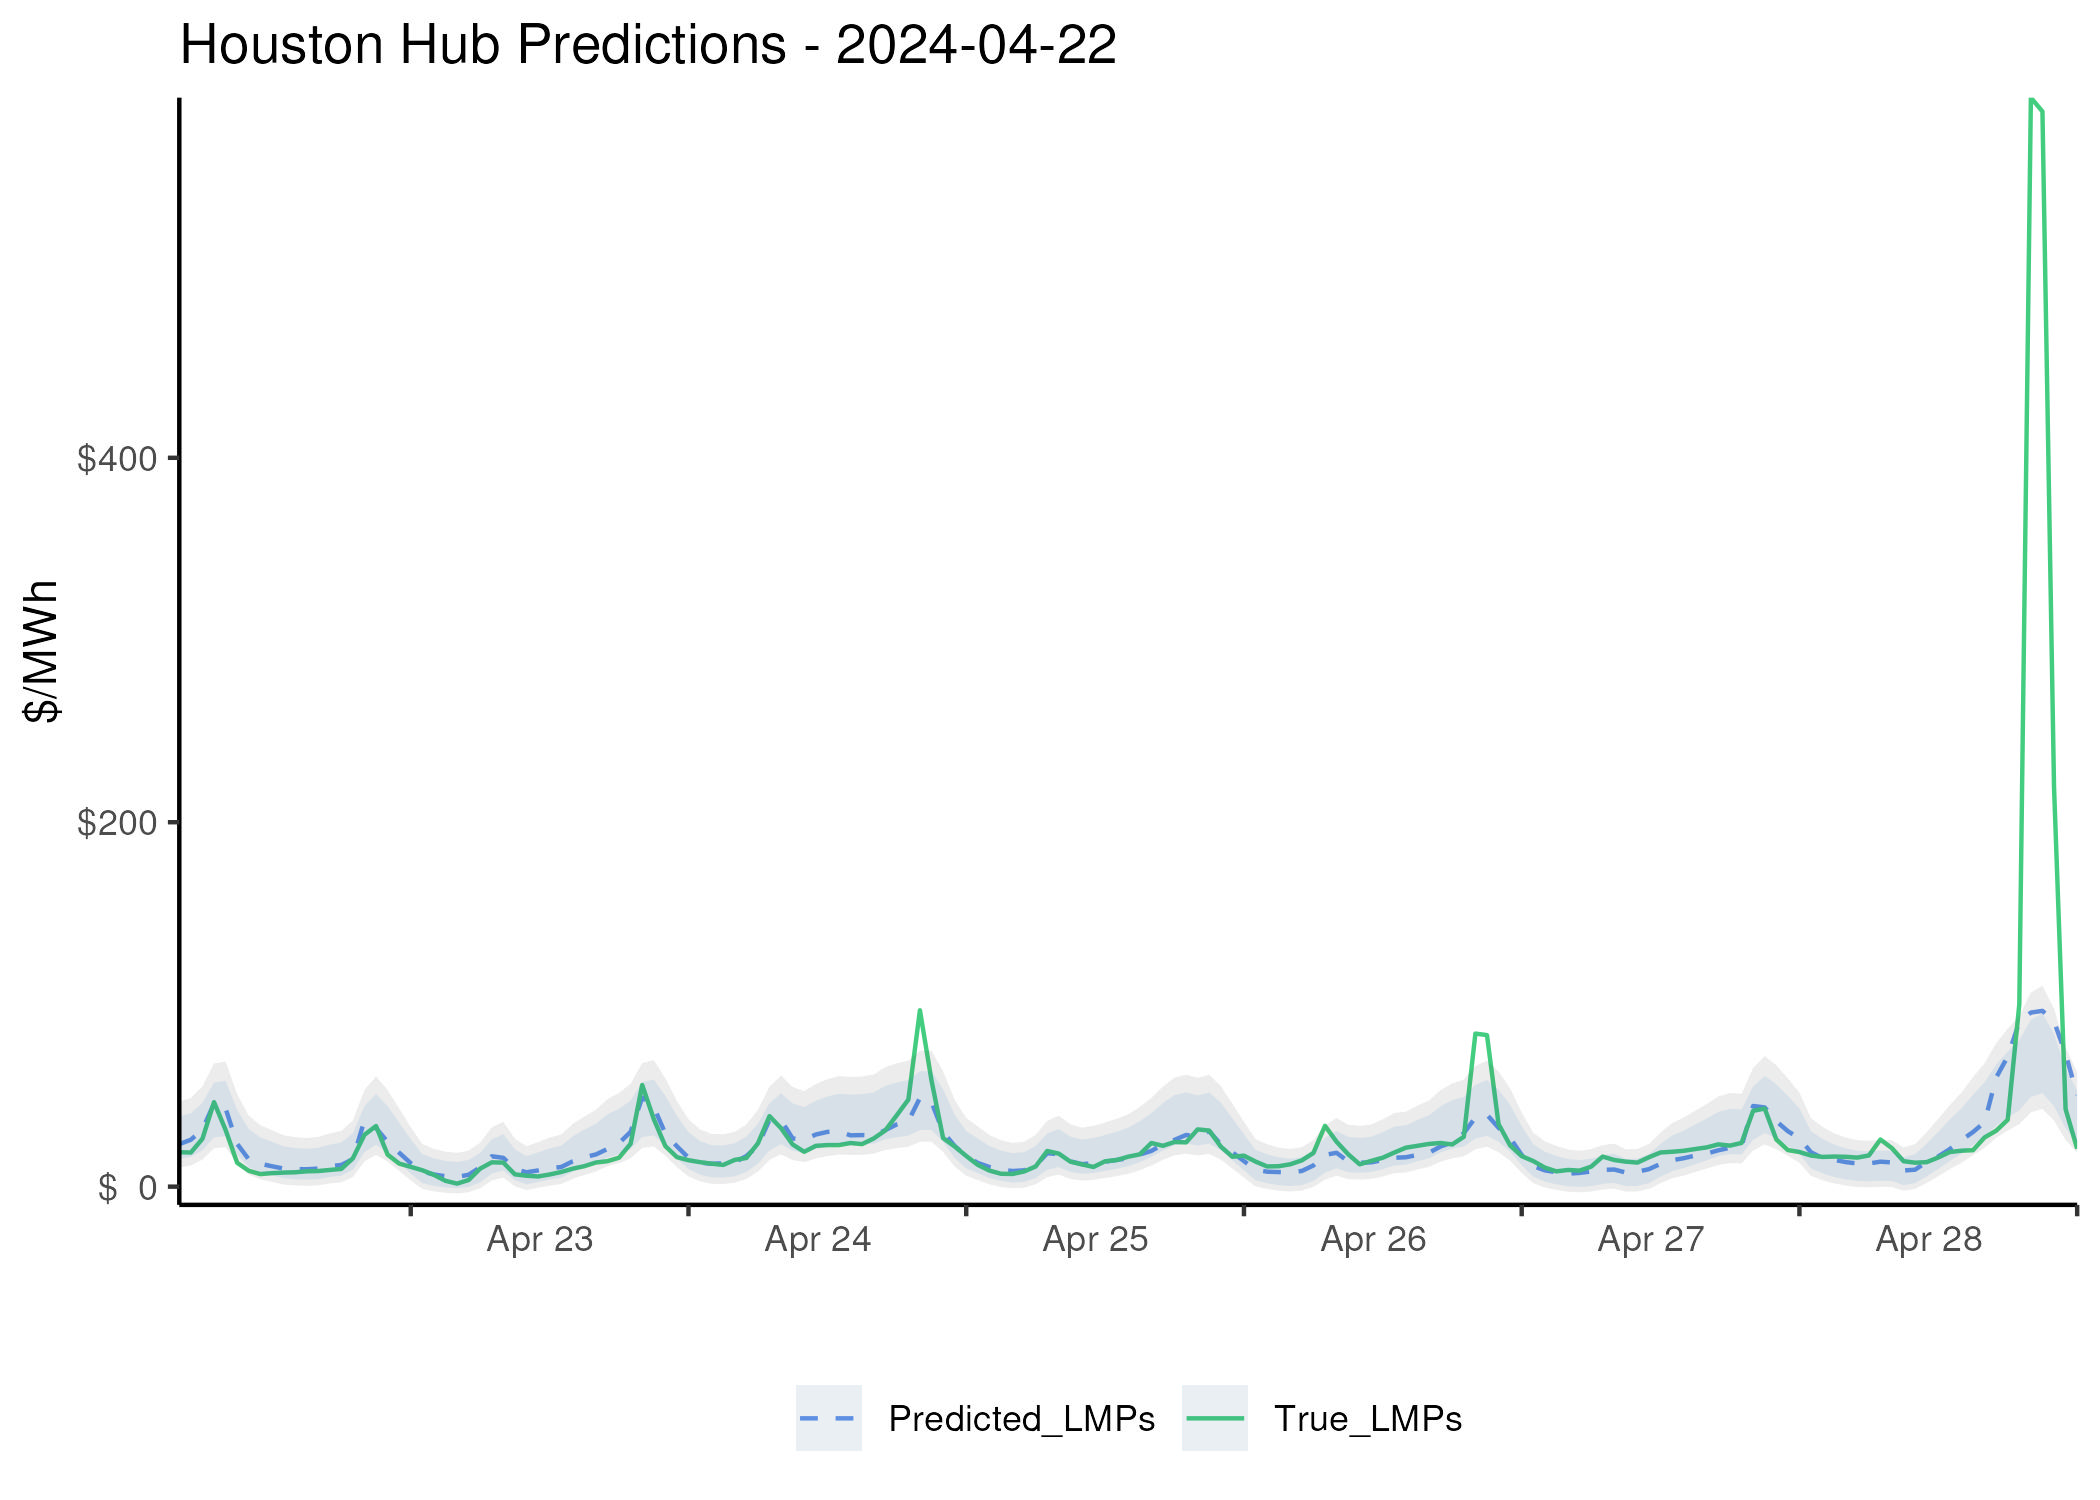 Houston Hub Predictions - 2024-04-22
$/MWh
$400
$200
$  0
Apr 23
Apr 24
Apr 25
Apr 26
Apr 27
Apr 28
Predicted_LMPs
True_LMPs